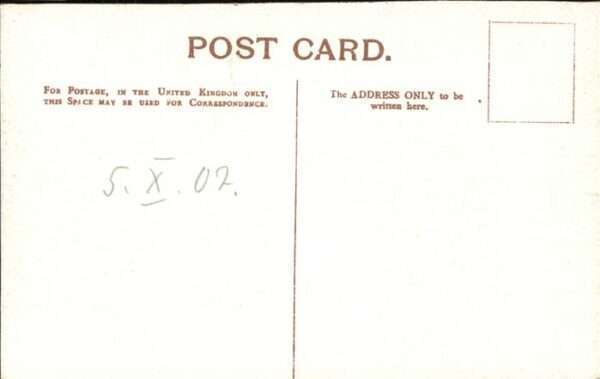 POST CARD.
FOR POSTAGE, IN THE UNITED KINGDOM ONLY,
THIS SPACE MAY BE USED FOR CORRESPONDENCE.
The ADDRESS ONLY to be
written here.
5. X. 02.